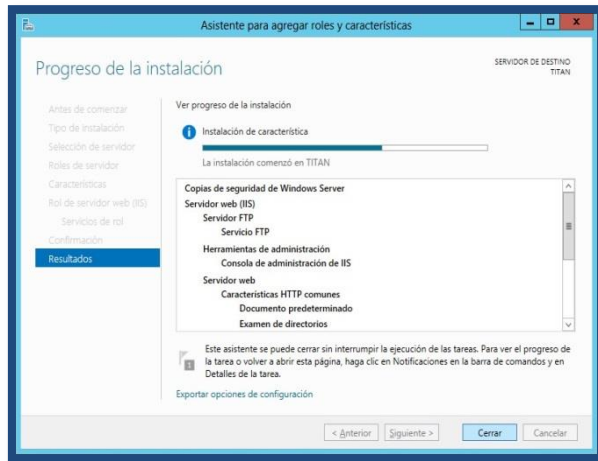 Asistente para agregar roles y características
Progreso de la instalación
SERVIDOR DE DESTINO
TITAN
Antes de comenzar
Tipo de instalación
Selección de servidor
Roles de servidor
Características
Rol de servidor web (IIS)
Servicios de rol
Confirmación
Resultados
Ver progreso de la instalación
Instalación de característica
La instalación comenzó en TITAN
Copias de seguridad de Windows Server
Servidor web (IIS)
Servidor FTP
Servicio FTP
Herramientas de administración
Consola de administración de IIS
Servidor web
Características HTTP comunes
Documento predeterminado
Examen de directorios
1
Este asistente se puede cerrar sin interrumpir la ejecución de las tareas. Para ver el progreso de
la tarea o volver a abrir esta página, haga clic en Notificaciones en la barra de comandos y en
Detalles de la tarea.
Exportar opciones de configuración
< Anterior
Siguiente >
Cerrar
Cancelar